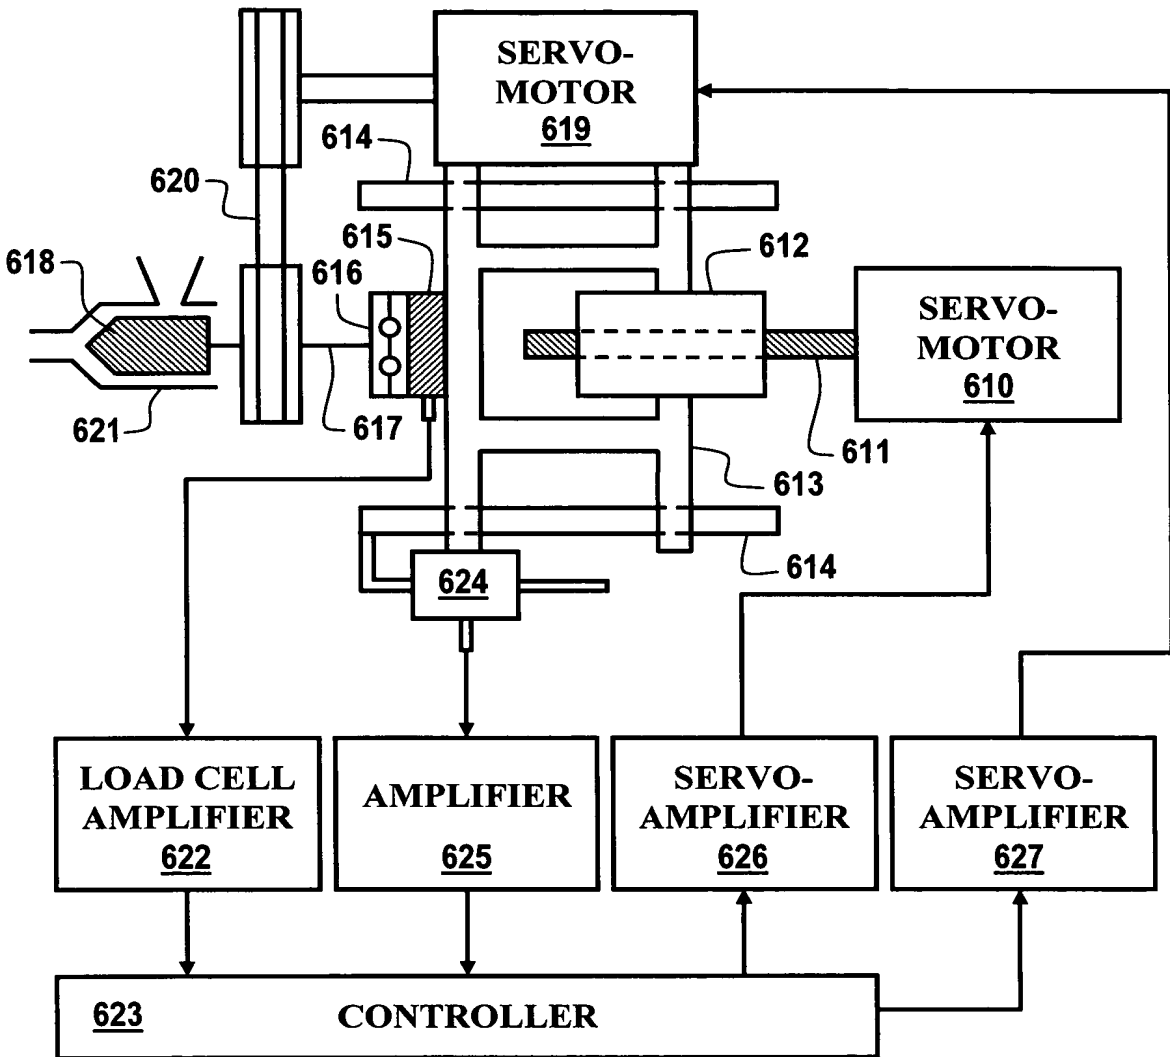 SERVO-
MOTOR
619
614
620
615
612
618
616
SERVO-
MOTOR
610
621
617
611
613
624
614
LOAD CELL
AMPLIFIER
622
AMPLIFIER
625
SERVO-
AMPLIFIER
626
SERVO-
AMPLIFIER
627
623
CONTROLLER